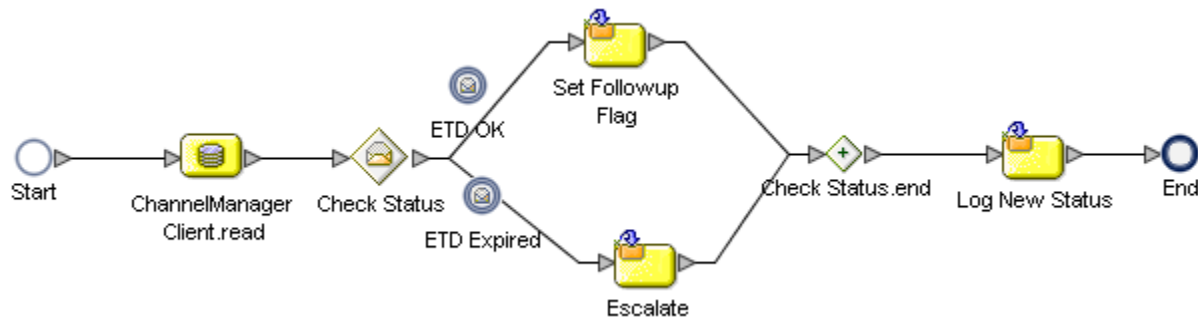 Start
ChannelManager
Client.read
Check Status
ETD OK
ETD Expired
Set Followup
Flag
Escalate
Check Status.end
Log New Status
End